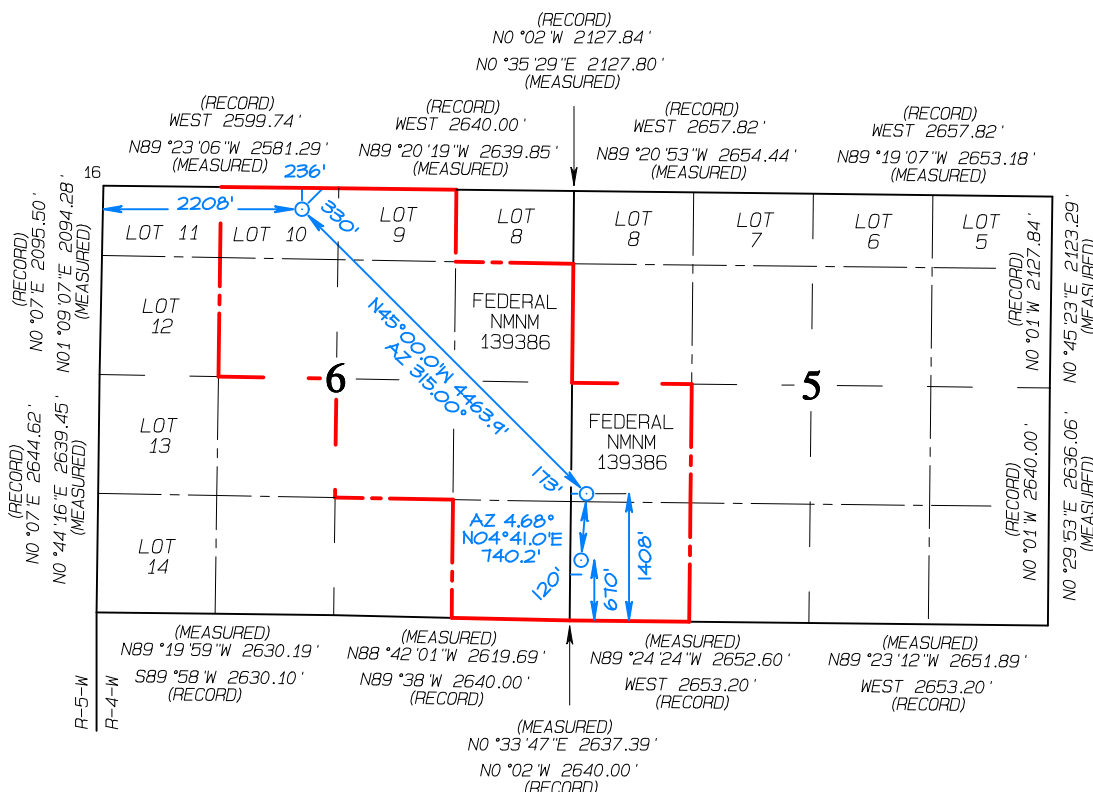 (RECORD)
N0 °02 'W 2127.84 '
N0 °35 '29 "E 2127.80 '
(MEASURED)
(RECORD)
WEST 2599.74 '
N89 °23 '06 "W 2581.29 '
(MEASURED)
(RECORD)
WEST 2640.00 '
N89 °20 '19 "W 2639.85 '
(MEASURED)
(RECORD)
WEST 2657.82 '
N89 °20 '53 "W 2654.44 '
(MEASURED)
(RECORD)
WEST 2657.82 '
N89 °19 '07 "W 2653.18 '
(MEASURED)
16
236'
2208'
330'
LOT 11
LOT 10
LOT
9
LOT
8
LOT
8
LOT
7
LOT
6
LOT
5
(RECORD)
N0 °07 'E 2095.50 '
N01 °09 '07 "E 2094.28 '
(MEASURED)
(RECORD)
N0 °01 'W 2127.84 '
N0 °45 '23 "E 2123.29 '
(MEASURED)
LOT
12
FEDERAL
NMNM
139386
N45°00.0'W 4463.9'
AZ 315.00°
6
5
LOT
13
FEDERAL
NMNM
139386
(RECORD)
N0 °07 'E 2644.62 '
N0 °44 '16 "E 2639.45 '
(MEASURED)
(RECORD)
N0 °01 'W 2640.00 '
N0 °29 '53 "E 2636.06 '
(MEASURED)
173'
AZ 4.68°
N04°41.0'E
740.2'
120'
670'
1408'
LOT
14
(MEASURED)
N89 °19 '59 "W 2630.19 '
S89 °58 'W 2630.10 '
(RECORD)
(MEASURED)
N88 °42 '01 "W 2619.69 '
N89 °38 'W 2640.00 '
(RECORD)
(MEASURED)
N89 °24 '24 "W 2652.60 '
WEST 2653.20 '
(RECORD)
(MEASURED)
N89 °23 '12 "W 2651.89 '
WEST 2653.20 '
(RECORD)
R-5-W
R-4-W
(MEASURED)
N0 °33 '47 "E 2637.39 '
N0 °02 'W 2640.00 '
(RECORD)